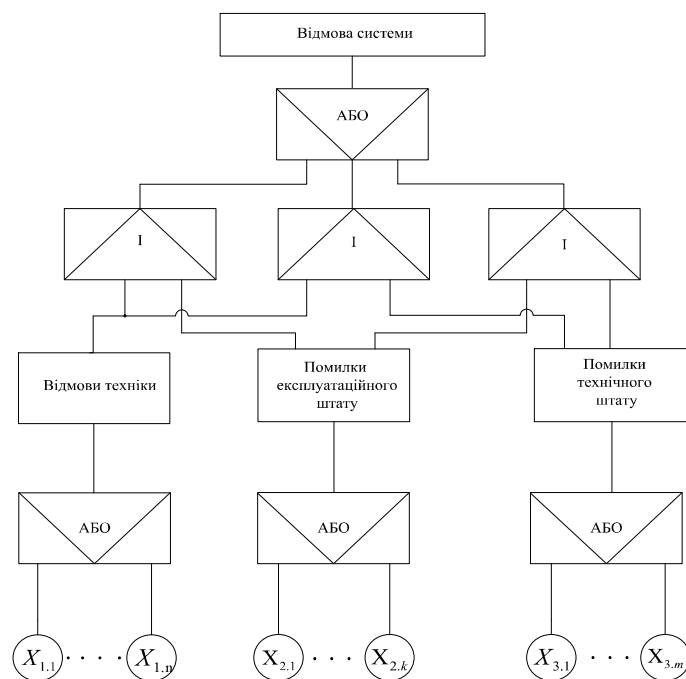 Відмова системи
АБО
І
І
І
Відмови техніки
Помилки
експлуатаційного
штату
Помилки
технічного
штату
АБО
АБО
АБО
X1.1 . . . . X1.n
X2.1 . . . X2.k
X3.1 . . . X3.m